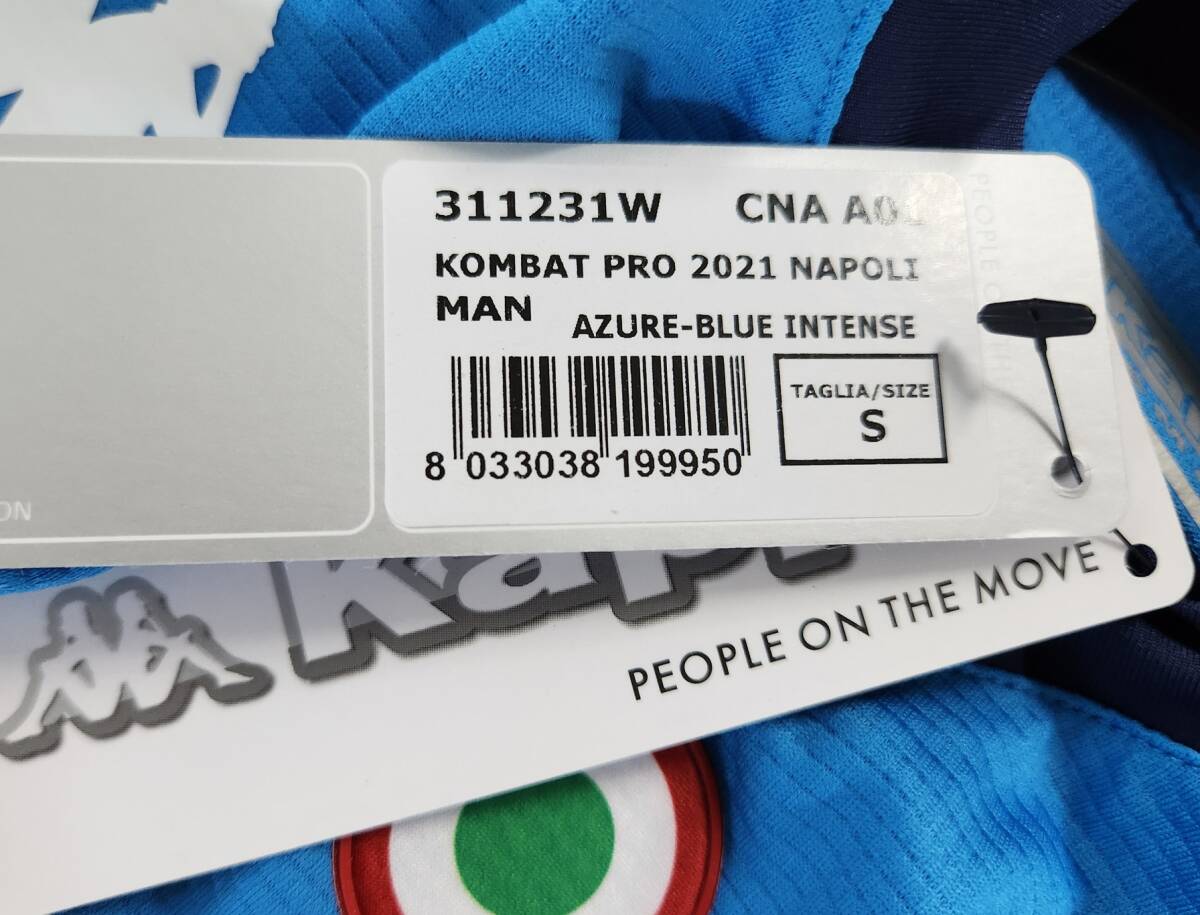 311231W CNA A01
KOMBAT PRO 2021 NAPOLI
MAN
AZURE-BLUE INTENSE
TAGLIA/SIZE
S
8 033038 199950
PEOPLE
PEOPLE ON THE MOVE